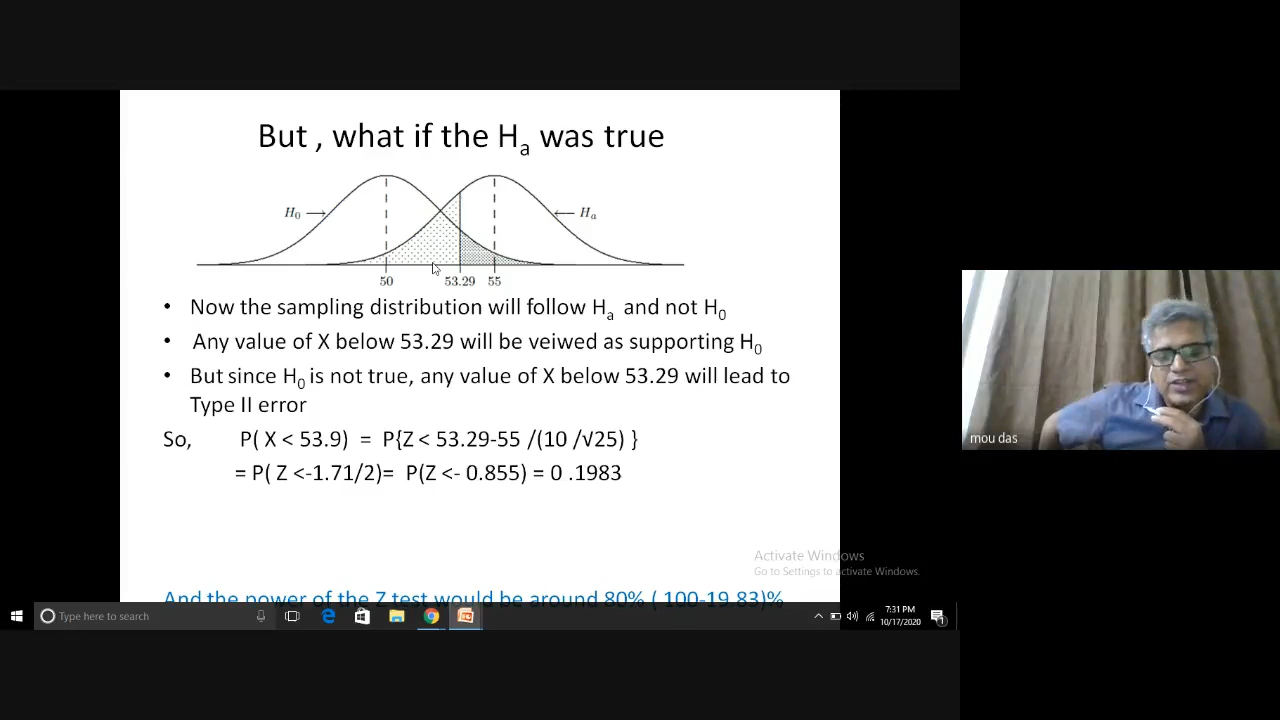 But , what if the Ha was true
H0
Ha
50
53.29
55
• Now the sampling distribution will follow Ha and not H0
• Any value of X below 53.29 will be veiwed as supporting H0
• But since H0 is not true, any value of X below 53.29 will lead to
Type II error
So, P( X < 53.9) = P{Z < 53.29-55 /(10 /√25) }
= P( Z <-1.71/2)= P(Z <- 0.855) = 0 .1983
And the power of the Z test would be around 80% ( 100-19.83)%
mou das
Activate Windows
Go to Settings to activate Windows.
Type here to search
7:31 PM
10/17/2020
1